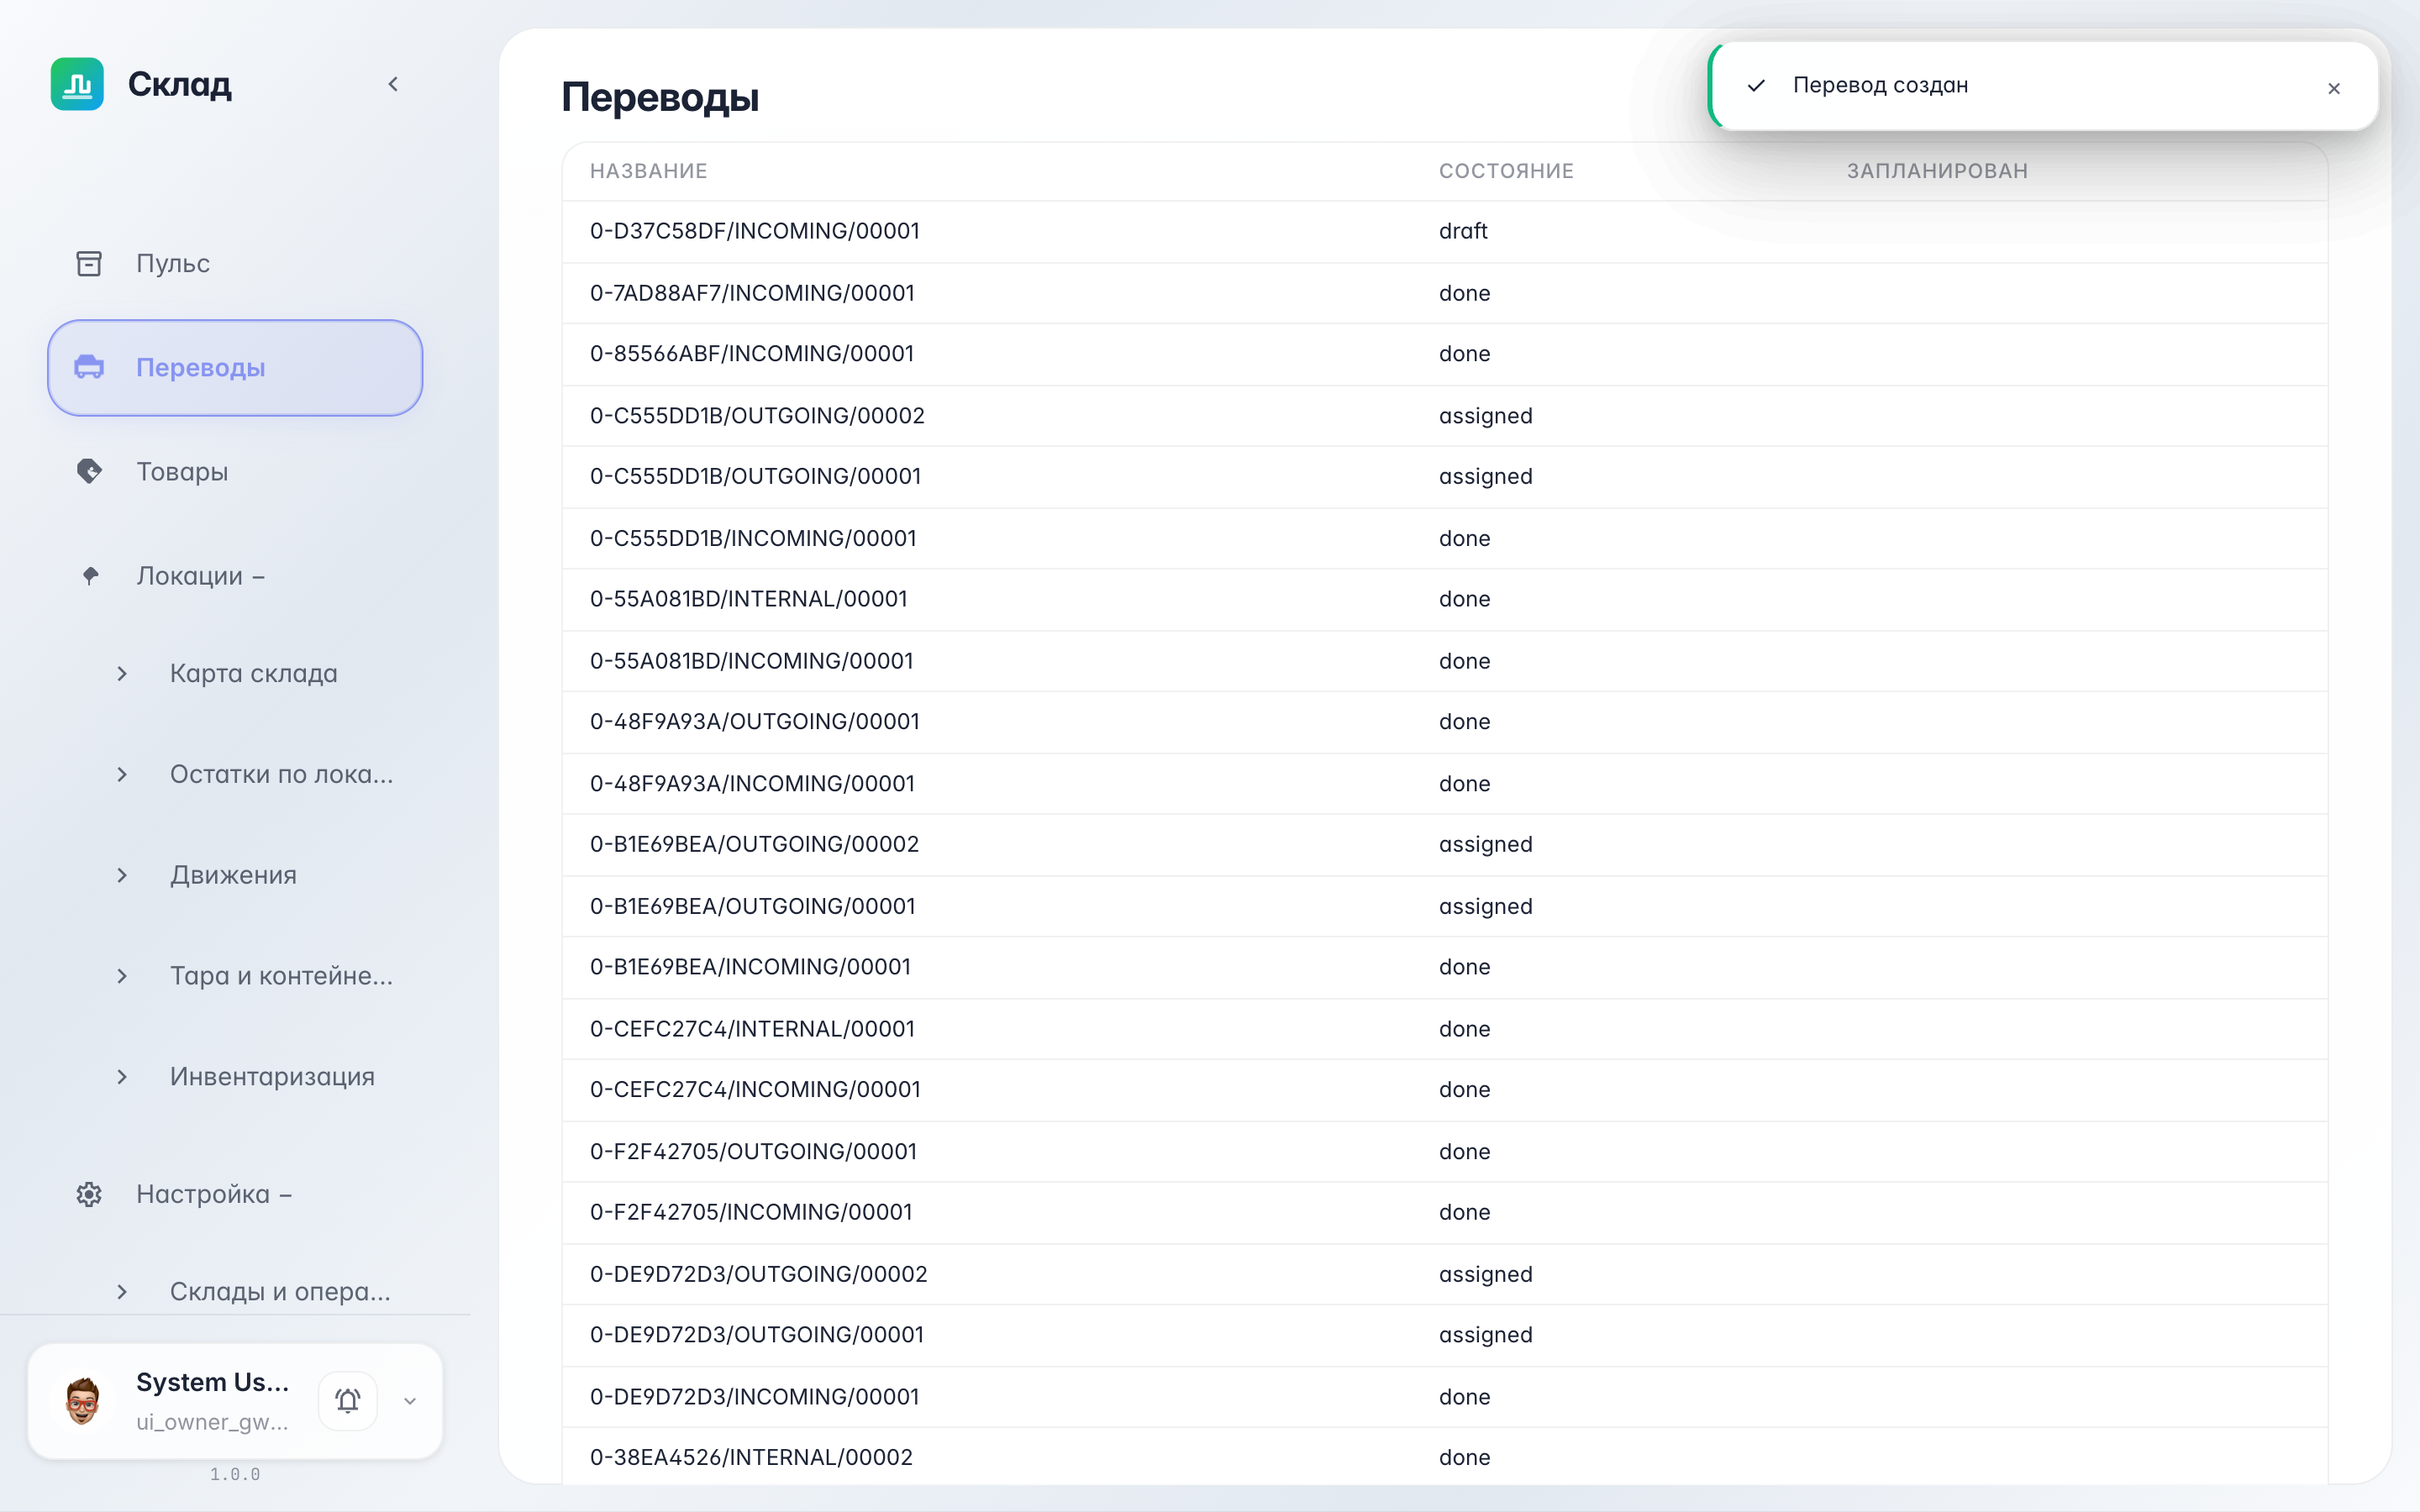 Склад
Пульс
Переводы
Товары
Локации –
Карта склада
Остатки по лока...
Движения
Тара и контейне...
Инвентаризация
Настройка –
Склады и опера...
System Us...
ui_owner_gw...
1.0.0
Переводы
Перевод создан
НАЗВАНИЕ СОСТОЯНИЕ ЗАПЛАНИРОВАН
0-D37C58DF/INCOMING/00001 draft
0-7AD88AF7/INCOMING/00001 done
0-85566ABF/INCOMING/00001 done
0-C555DD1B/OUTGOING/00002 assigned
0-C555DD1B/OUTGOING/00001 assigned
0-C555DD1B/INCOMING/00001 done
0-55A081BD/INTERNAL/00001 done
0-55A081BD/INCOMING/00001 done
0-48F9A93A/OUTGOING/00001 done
0-48F9A93A/INCOMING/00001 done
0-B1E69BEA/OUTGOING/00002 assigned
0-B1E69BEA/OUTGOING/00001 assigned
0-B1E69BEA/INCOMING/00001 done
0-CEFC27C4/INTERNAL/00001 done
0-CEFC27C4/INCOMING/00001 done
0-F2F42705/OUTGOING/00001 done
0-F2F42705/INCOMING/00001 done
0-DE9D72D3/OUTGOING/00002 assigned
0-DE9D72D3/OUTGOING/00001 assigned
0-DE9D72D3/INCOMING/00001 done
0-38EA4526/INTERNAL/00002 done